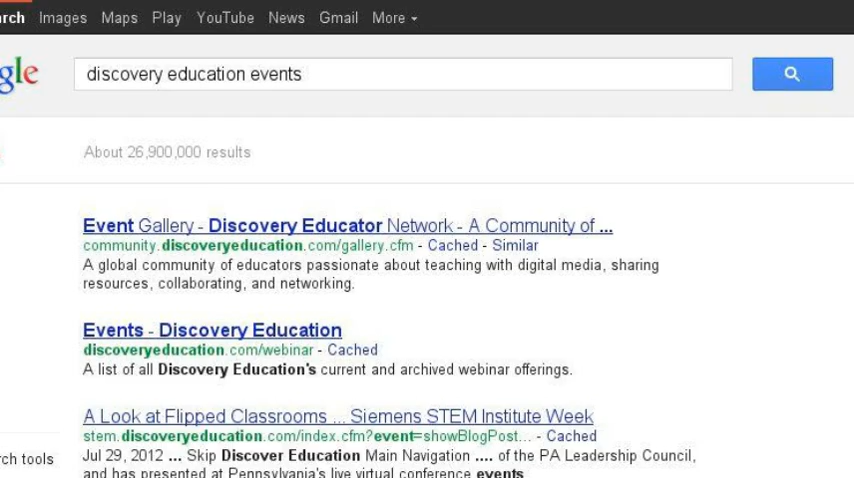 arch Images Maps Play YouTube News Gmail More
gle discovery education events
About 26,900,000 results
Event Gallery - Discovery Educator Network - A Community of ...
community.discoveryeducation.com/gallery.cfm - Cached - Similar
A global community of educators passionate about teaching with digital media, sharing
resources, collaborating, and networking.
Events - Discovery Education
discoveryeducation.com/webinar - Cached
A list of all Discovery Education's current and archived webinar offerings.
A Look at Flipped Classrooms ... Siemens STEM Institute Week
stem.discoveryeducation.com/index.cfm?event=showBlogPost... - Cached
rch tools
Jul 29, 2012 ... Skip Discover Education Main Navigation .... of the PA Leadership Council,
and has presented at Pennsylvania's live virtual conference events